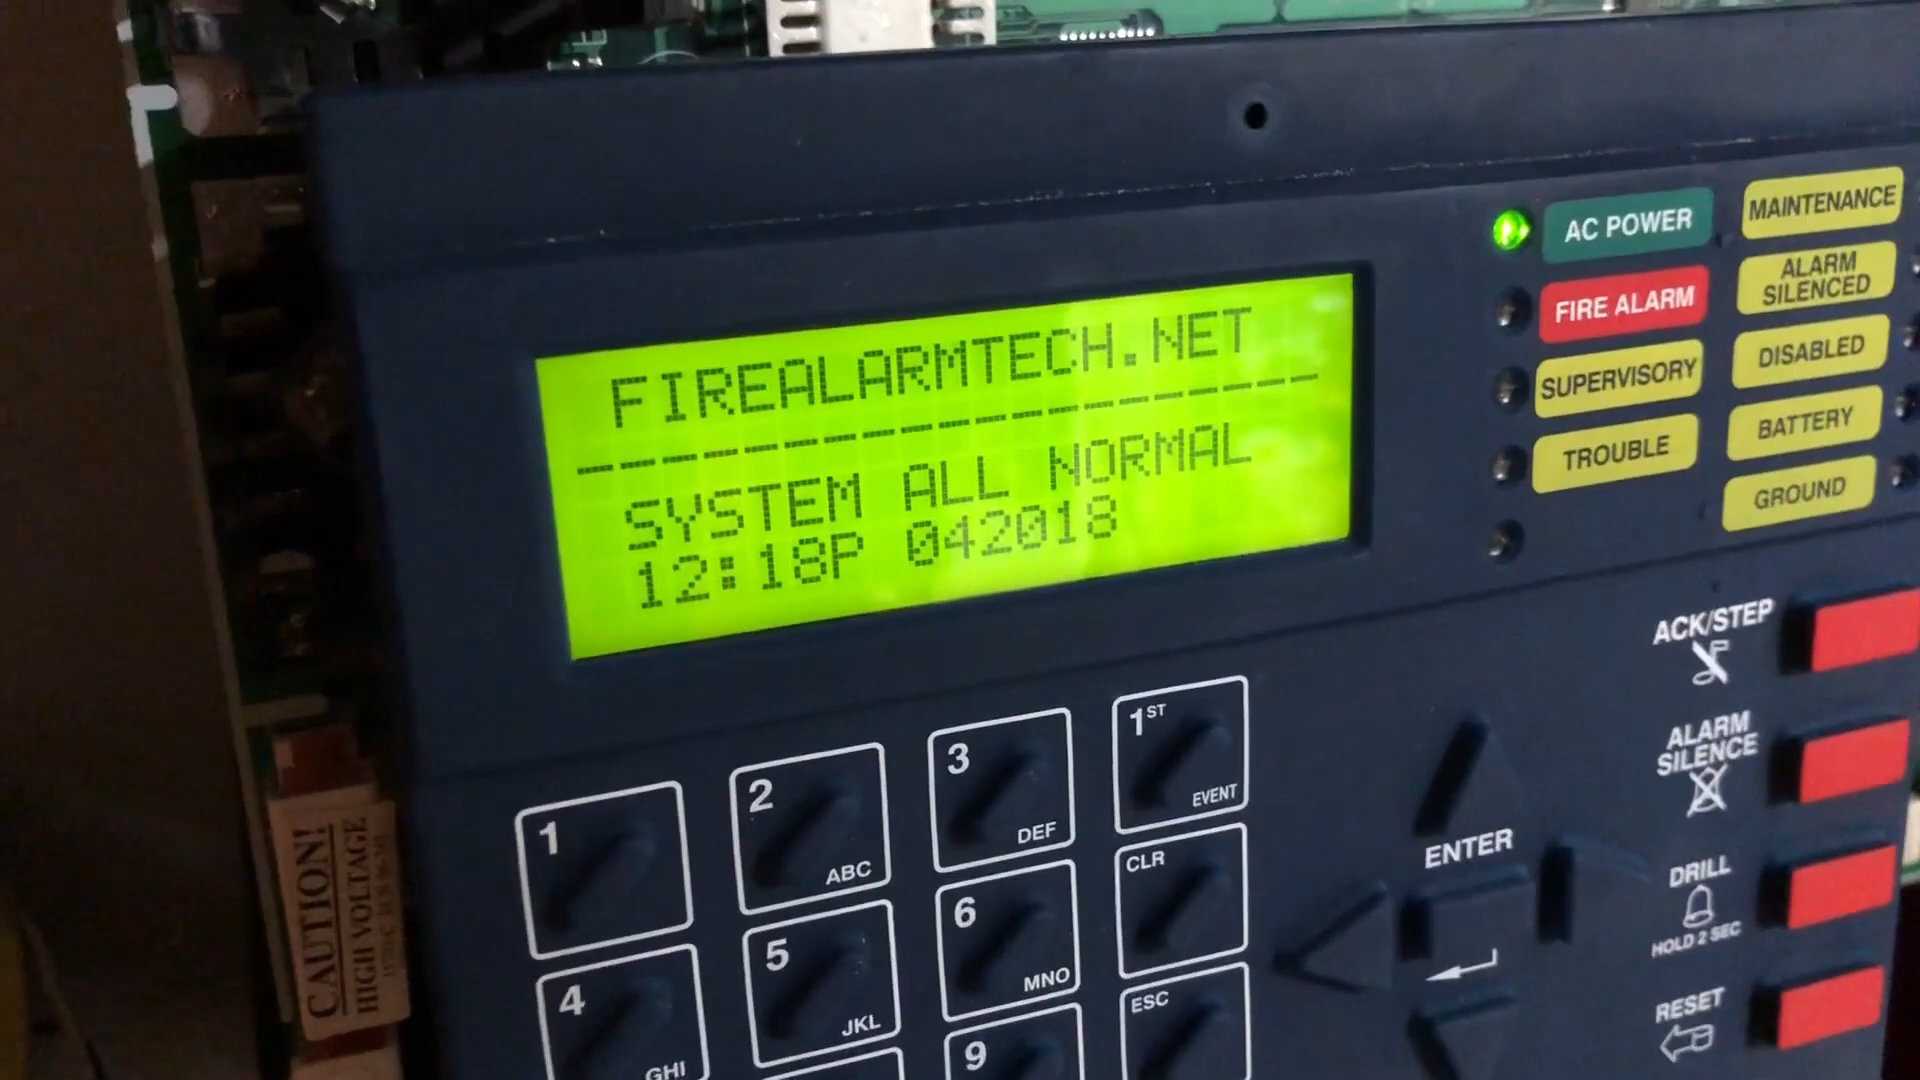 FIREALARMTECH.NET
--------------------
SYSTEM ALL NORMAL
12:18P 042018
AC POWER
FIRE ALARM
SUPERVISORY
TROUBLE
MAINTENANCE
ALARM
SILENCED
DISABLED
BATTERY
GROUND
ACK/STEP
ALARM
SILENCE
DRILL
HOLD 2 SEC
RESET
1
2
ABC
3
DEF
1ST
EVENT
4
GHI
5
JKL
6
MNO
CLR
9
ESC
ENTER
CAUTION!
HIGH VOLTAGE